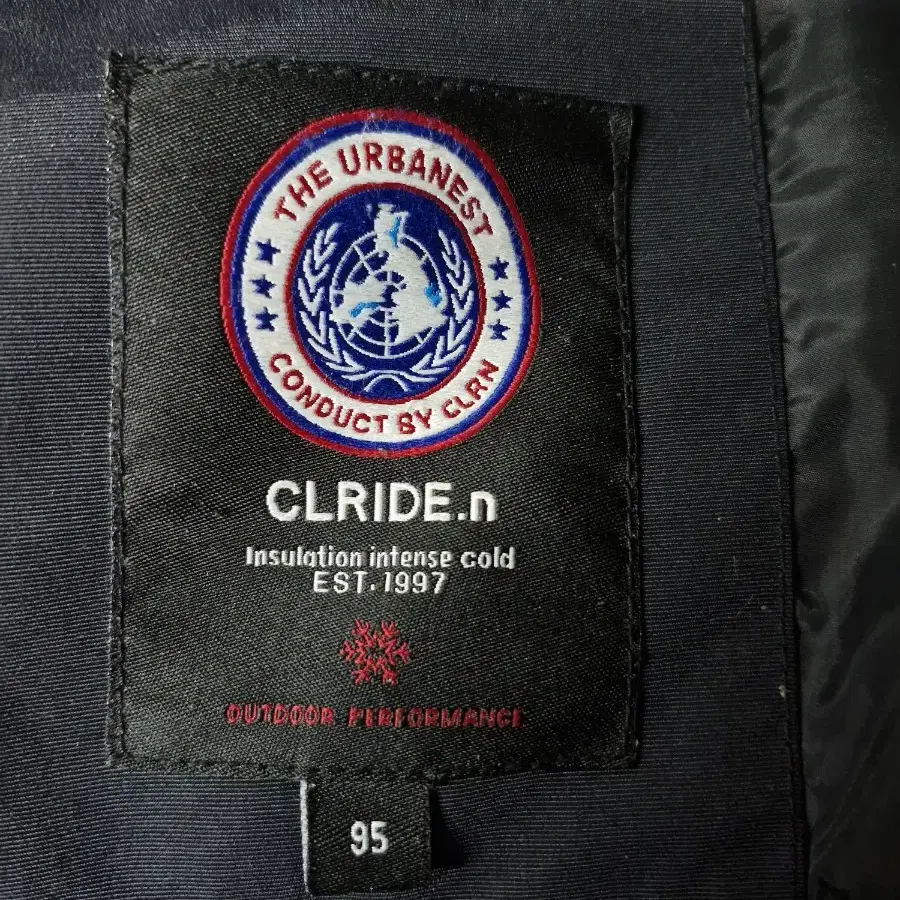 THE URBANEST
CONDUCT BY CLRN
CLRIDE.n
Insulation intense cold
EST.1997
OUTDOOR PERFORMANCE
95